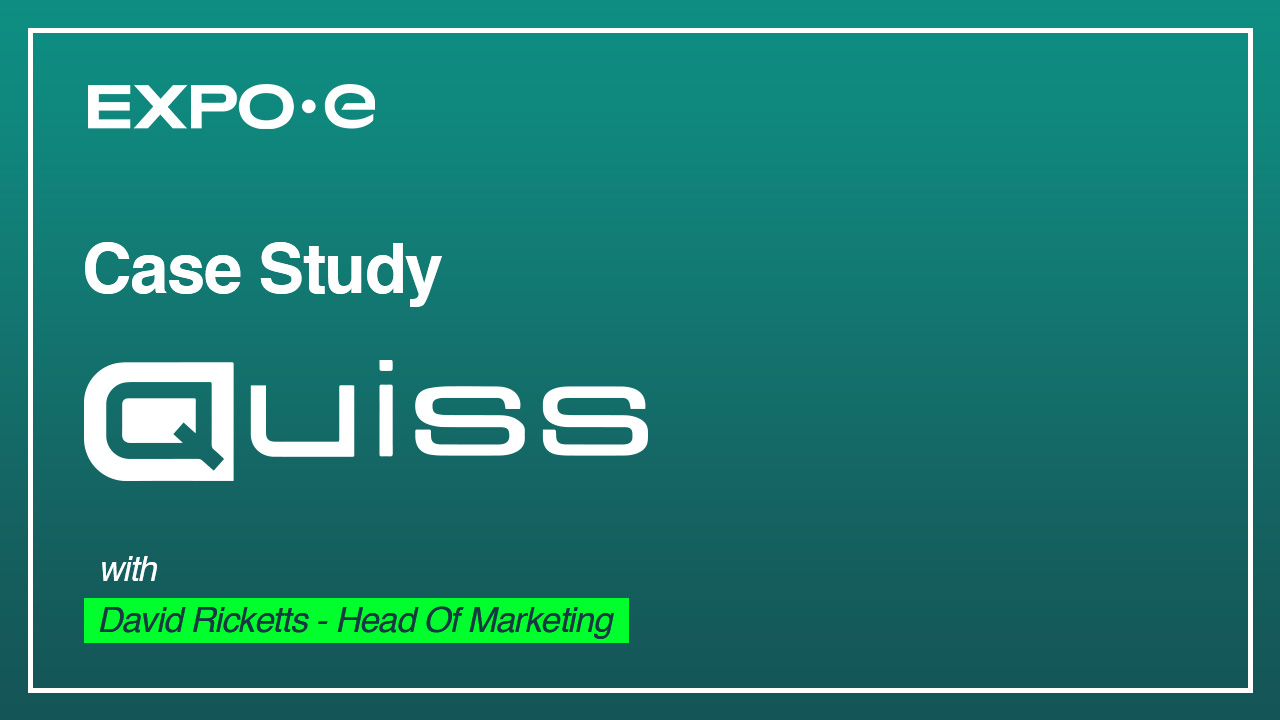 EXPO•e
Case Study
Quiss
with
David Ricketts - Head Of Marketing